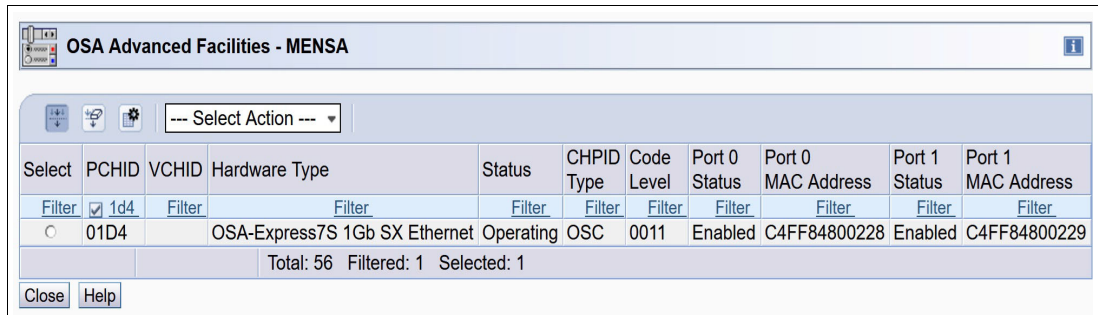 OSA Advanced Facilities - MENSA
--- Select Action ---
Select PCHID VCHID Hardware Type Status CHPID Type Code Level Port 0 Status Port 0 MAC Address Port 1 Status Port 1 MAC Address
Filter 1d4 Filter Filter Filter Filter Filter Filter Filter Filter Filter
01D4 OSA-Express7S 1Gb SX Ethernet Operating OSC 0011 Enabled C4FF84800228 Enabled C4FF84800229
Total: 56 Filtered: 1 Selected: 1
Close Help